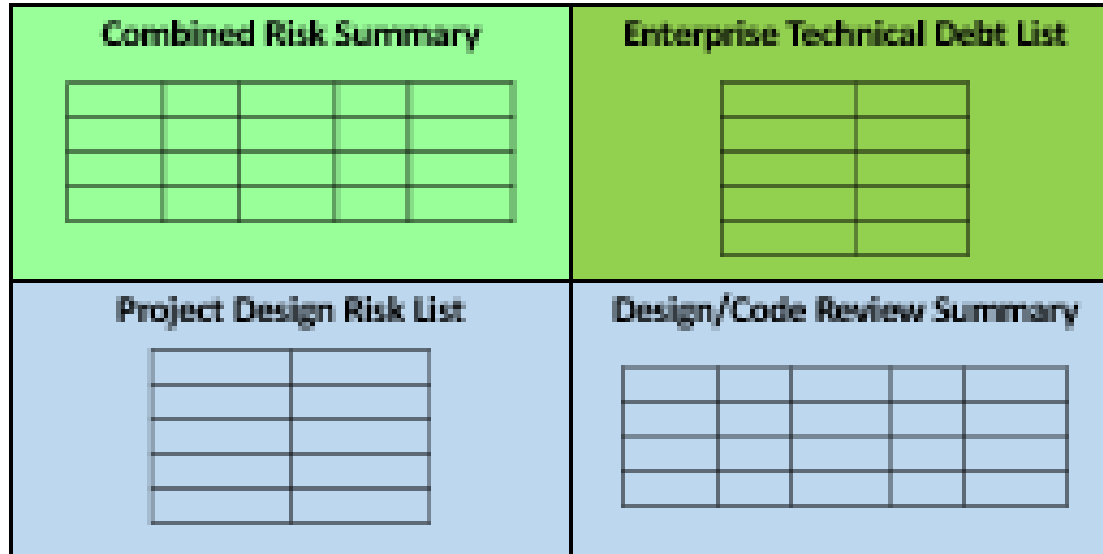 Combined Risk Summary
Enterprise Technical Debt List
Project Design Risk List
Design/Code Review Summary